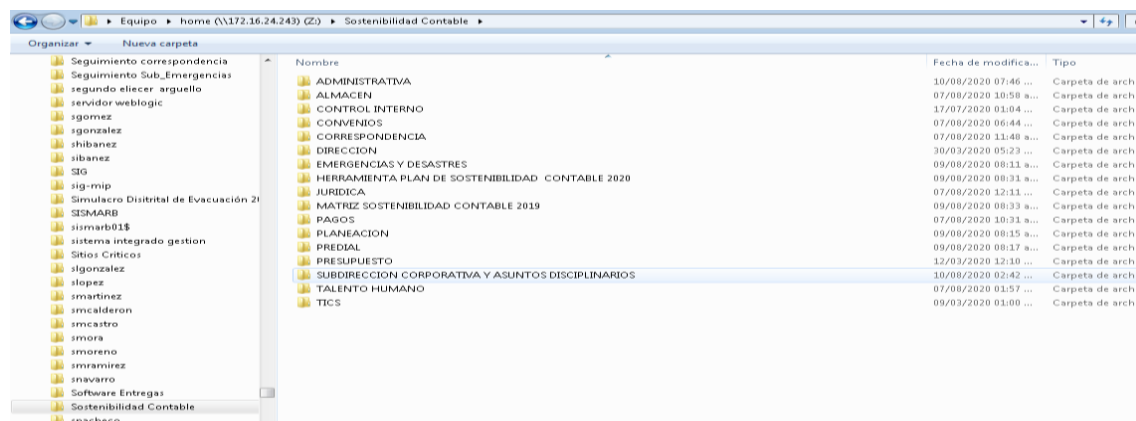 Equipo ▸ home (\\172.16.24.243) (Z:) ▸ Sostenibilidad Contable ▸
Organizar Nueva carpeta
Seguimiento correspondencia
Seguimiento Sub_Emergencias
segundo eliecer arguello
servidor weblogic
sgomez
sgonzalez
shibanez
sibanez
SIG
sig-mip
Simulacro Disitrital de Evacuación
SISMARB
sismarb01$
sistema integrado gestion
Sitios Criticos
slgonzalez
slopez
smartinez
smcalderon
smcastro
smora
smoreno
smramirez
snavarro
Software Entregas
Sostenibilidad Contable
spacheco
Nombre Fecha de modifica... Tipo
ADMINISTRATIVA 10/08/2020 07:46 ... Carpeta de arch
ALMACEN 07/08/2020 10:58 a... Carpeta de arch
CONTROL INTERNO 17/07/2020 01:04 ... Carpeta de arch
CONVENIOS 07/08/2020 06:44 ... Carpeta de arch
CORRESPONDENCIA 07/08/2020 11:48 a... Carpeta de arch
DIRECCION 30/03/2020 05:23 ... Carpeta de arch
EMERGENCIAS Y DESASTRES 09/08/2020 08:11 a... Carpeta de arch
HERRAMIENTA PLAN DE SOSTENIBILIDAD CONTABLE 2020 09/08/2020 08:31 a... Carpeta de arch
JURIDICA 07/08/2020 12:11 ... Carpeta de arch
MATRIZ SOSTENIBILIDAD CONTABLE 2019 09/08/2020 08:33 a... Carpeta de arch
PAGOS 07/08/2020 10:31 a... Carpeta de arch
PLANEACION 09/08/2020 08:15 a... Carpeta de arch
PREDIAL 09/08/2020 08:17 a... Carpeta de arch
PRESUPUESTO 12/03/2020 12:10 ... Carpeta de arch
SUBDIRECCION CORPORATIVA Y ASUNTOS DISCIPLINARIOS 10/08/2020 02:42 ... Carpeta de arch
TALENTO HUMANO 07/08/2020 01:57 ... Carpeta de arch
TICS 09/03/2020 01:00 ... Carpeta de arch